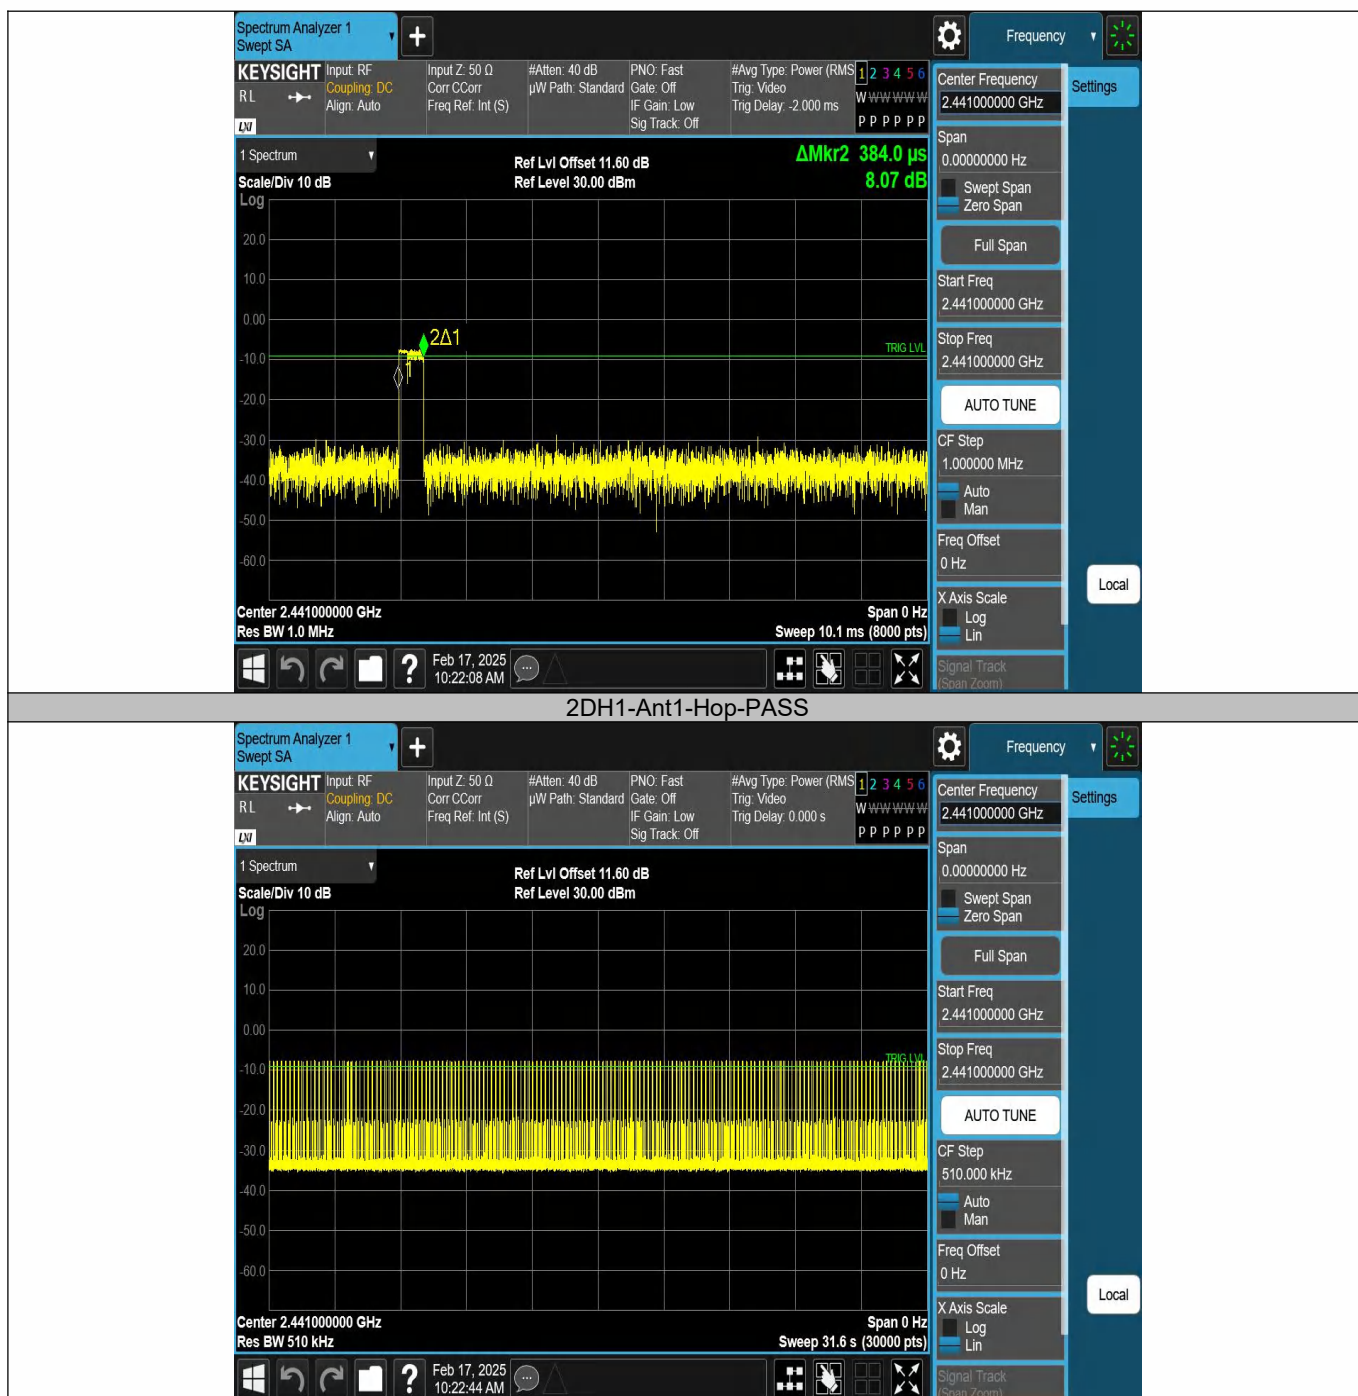 Spectrum Analyzer 1
Swept SA
+
Frequency
KEYSIGHT
R L
LXI
Input: RF
Coupling: DC
Align: Auto
Input Z: 50 Ω
Corr CCorr
Freq Ref: Int (S)
#Atten: 40 dB
µW Path: Standard
PNO: Fast
Gate: Off
IF Gain: Low
Sig Track: Off
#Avg Type: Power (RMS
Trig: Video
Trig Delay: -2.000 ms
1 2 3 4 5 6
W W W W W W
P P P P P P
Center Frequency
2.441000000 GHz
Settings
Span
0.00000000 Hz
Swept Span
Zero Span
Full Span
Start Freq
2.441000000 GHz
Stop Freq
2.441000000 GHz
AUTO TUNE
CF Step
1.000000 MHz
Auto
Man
Freq Offset
0 Hz
X Axis Scale
Log
Lin
Signal Track
(Span Zoom)
Local
1 Spectrum
Scale/Div 10 dB
Log
Ref Lvl Offset 11.60 dB
Ref Level 30.00 dBm
ΔMkr2 384.0 µs
8.07 dB
20.0
10.0
0.00
-10.0
-20.0
-30.0
-40.0
-50.0
-60.0
2Δ1
TRIG LVL
Center 2.441000000 GHz
Res BW 1.0 MHz
Span 0 Hz
Sweep 10.1 ms (8000 pts)
?
Feb 17, 2025
10:22:08 AM
2DH1-Ant1-Hop-PASS
Spectrum Analyzer 1
Swept SA
+
Frequency
KEYSIGHT
R L
LXI
Input: RF
Coupling: DC
Align: Auto
Input Z: 50 Ω
Corr CCorr
Freq Ref: Int (S)
#Atten: 40 dB
µW Path: Standard
PNO: Fast
Gate: Off
IF Gain: Low
Sig Track: Off
#Avg Type: Power (RMS
Trig: Video
Trig Delay: 0.000 s
1 2 3 4 5 6
W W W W W W
P P P P P P
Center Frequency
2.441000000 GHz
Settings
Span
0.00000000 Hz
Swept Span
Zero Span
Full Span
Start Freq
2.441000000 GHz
Stop Freq
2.441000000 GHz
AUTO TUNE
CF Step
510.000 kHz
Auto
Man
Freq Offset
0 Hz
X Axis Scale
Log
Lin
Signal Track
(Span Zoom)
Local
1 Spectrum
Scale/Div 10 dB
Log
Ref Lvl Offset 11.60 dB
Ref Level 30.00 dBm
20.0
10.0
0.00
-10.0
-20.0
-30.0
-40.0
-50.0
-60.0
TRIG LVL
Center 2.441000000 GHz
Res BW 510 kHz
Span 0 Hz
Sweep 31.6 s (30000 pts)
?
Feb 17, 2025
10:22:44 AM